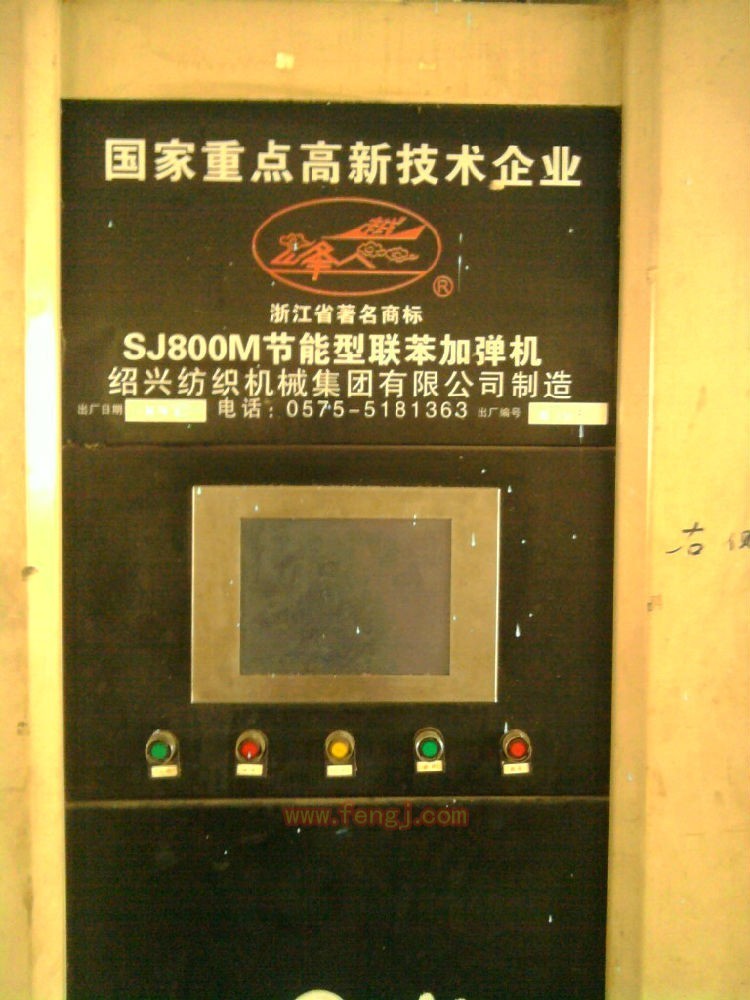 国家重点高新技术企业
®
浙江省著名商标
SJ800M节能型联苯加弹机
绍兴纺织机械集团有限公司制造
出厂日期 电话：0575-5181363 出厂编号
右侧
www.fengj.com